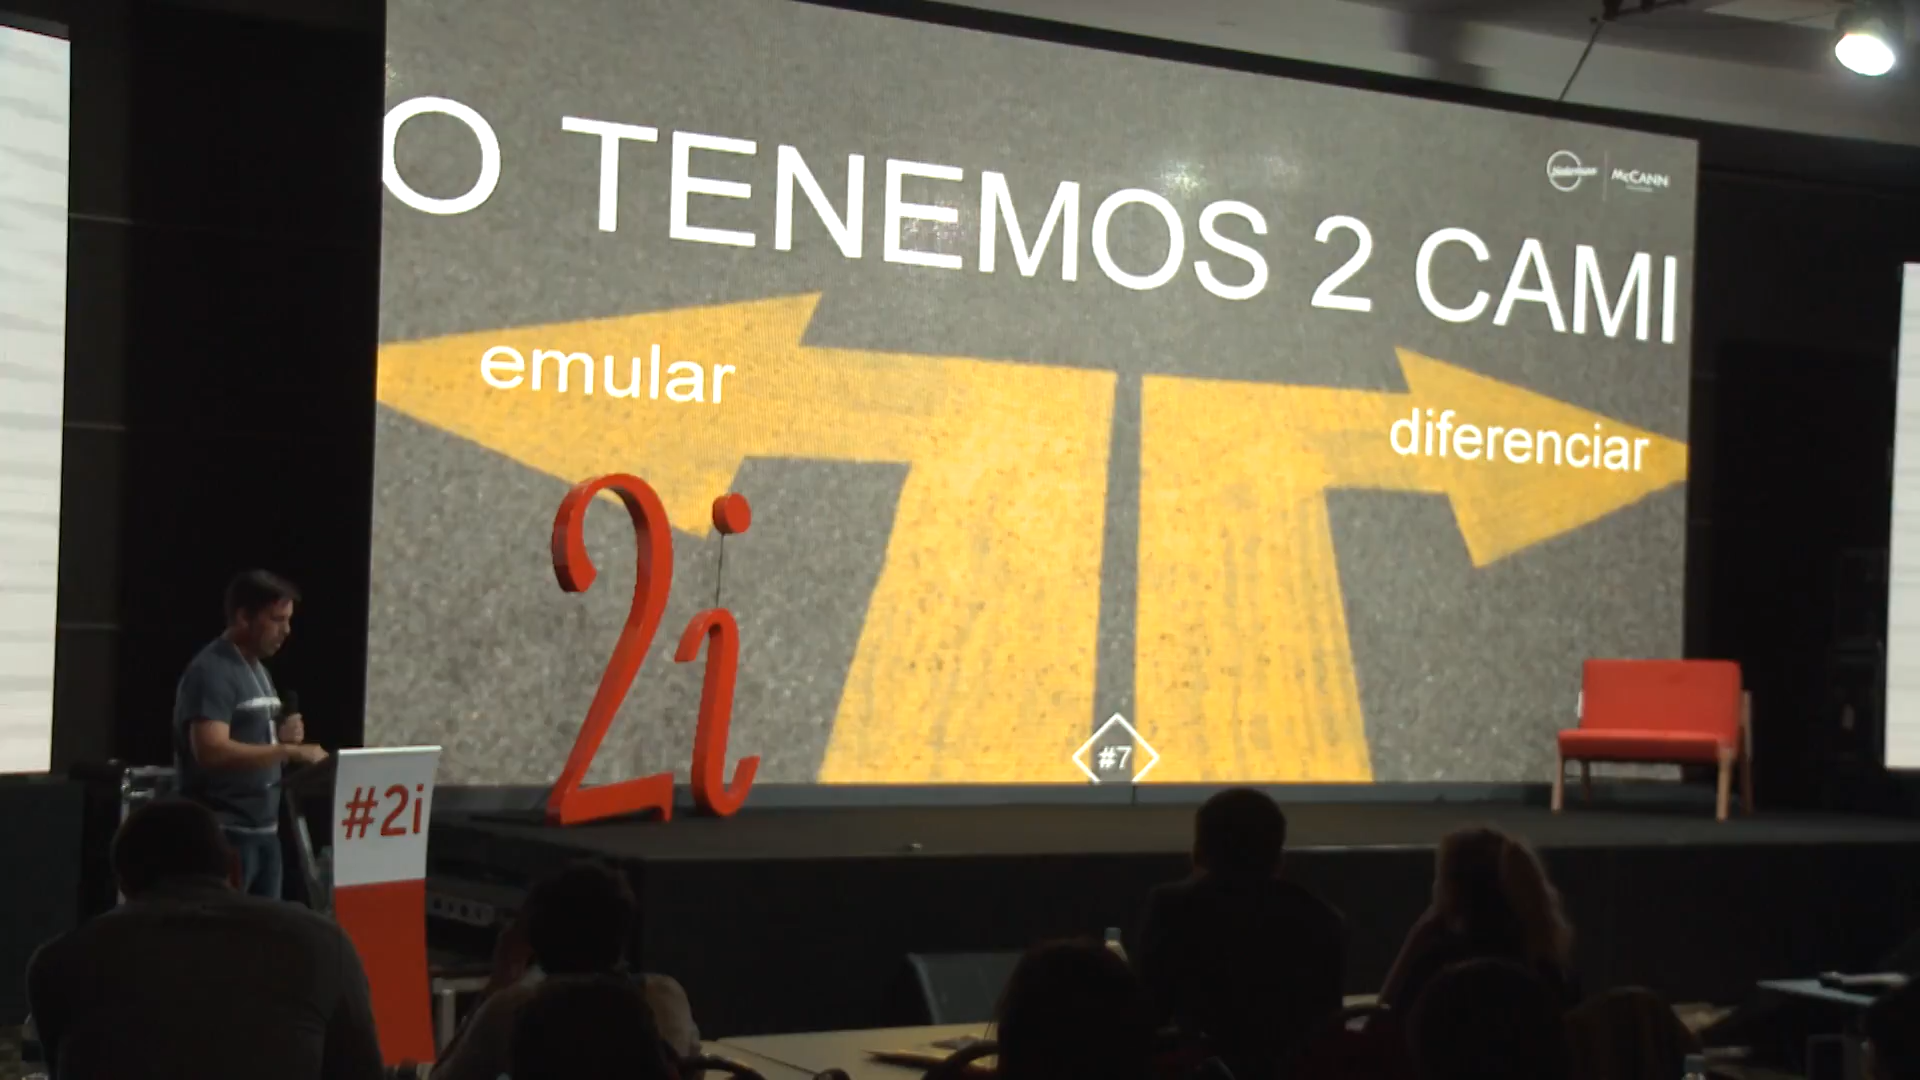 O TENEMOS 2 CAMI
McCANN
emular
diferenciar
2i
#7
#2i